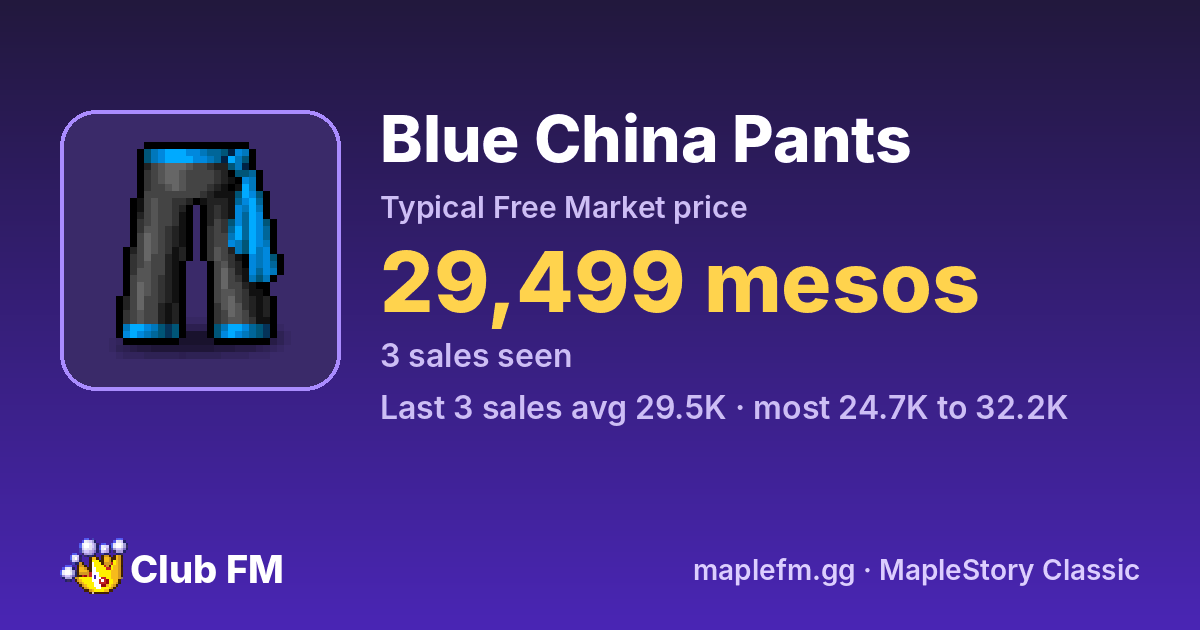 Blue China Pants
Typical Free Market price
29,499 mesos
3 sales seen
Last 3 sales avg 29.5K · most 24.7K to 32.2K
Club FM
maplefm.gg · MapleStory Classic